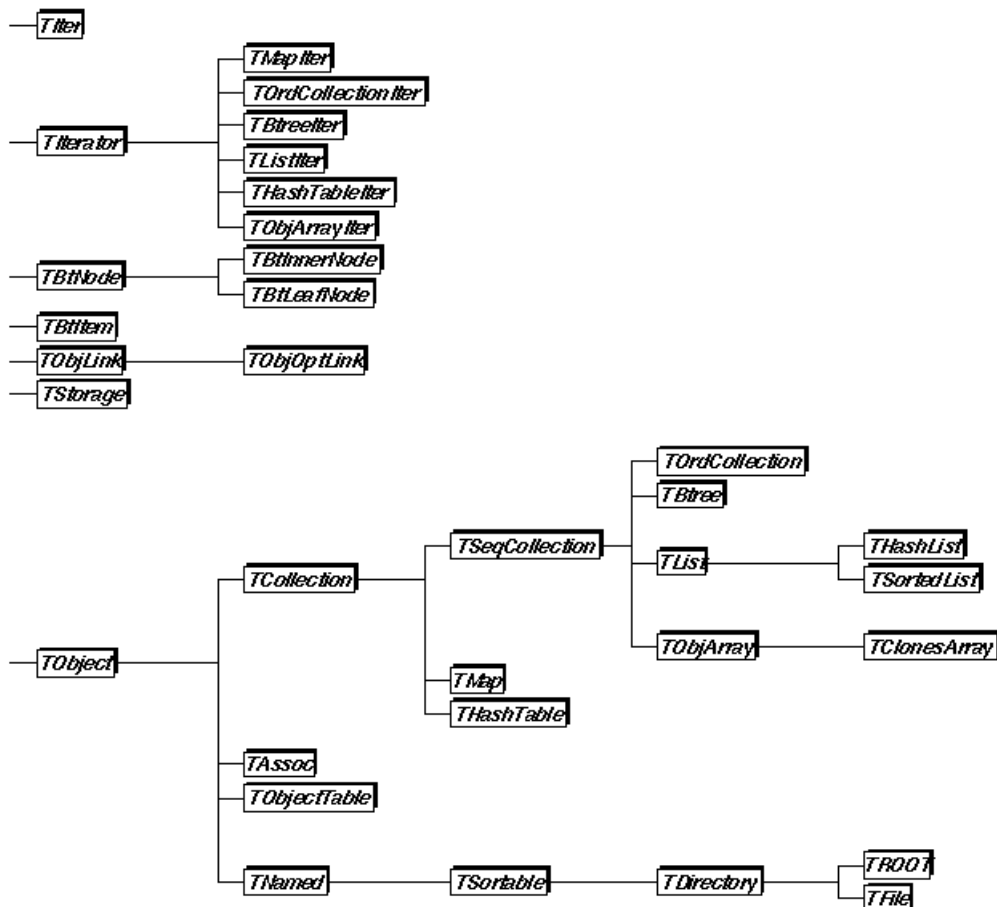 TIter
TMapIter
TOrdCollectionIter
TBtreeIter
TIterator
TListIter
THashTableIter
TObjArrayIter
TBtInnerNode
TBtNode
TBtLeafNode
TBtItem
TObjLink
TObjOptLink
TStorage
TOrdCollection
TBtree
TSeqCollection
THashList
TList
TCollection
TSortedList
TObject
TObjArray
TClonesArray
TMap
THashTable
TAssoc
TObjectTable
TROOT
TNamed
TSortable
TDirectory
TFile